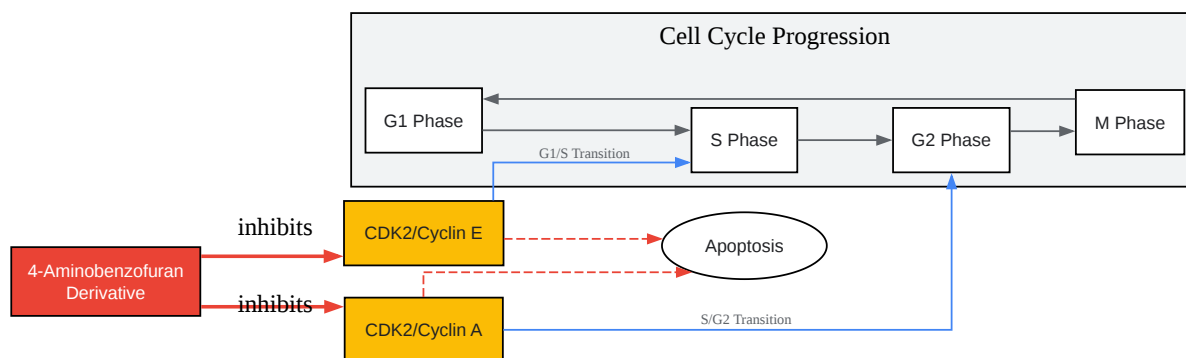 Cell Cycle Progression
G1 Phase
S Phase
G2 Phase
M Phase
G1/S Transition
inhibits
CDK2/Cyclin E
4-Aminobenzofuran
Derivative
Apoptosis
inhibits
CDK2/Cyclin A
S/G2 Transition